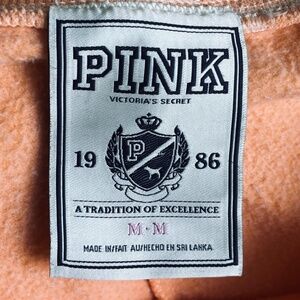 PINK
VICTORIA'S SECRET
P
19 86
A TRADITION OF EXCELLENCE
M · M
MADE IN/FAIT AU/HECHO EN SRI LANKA